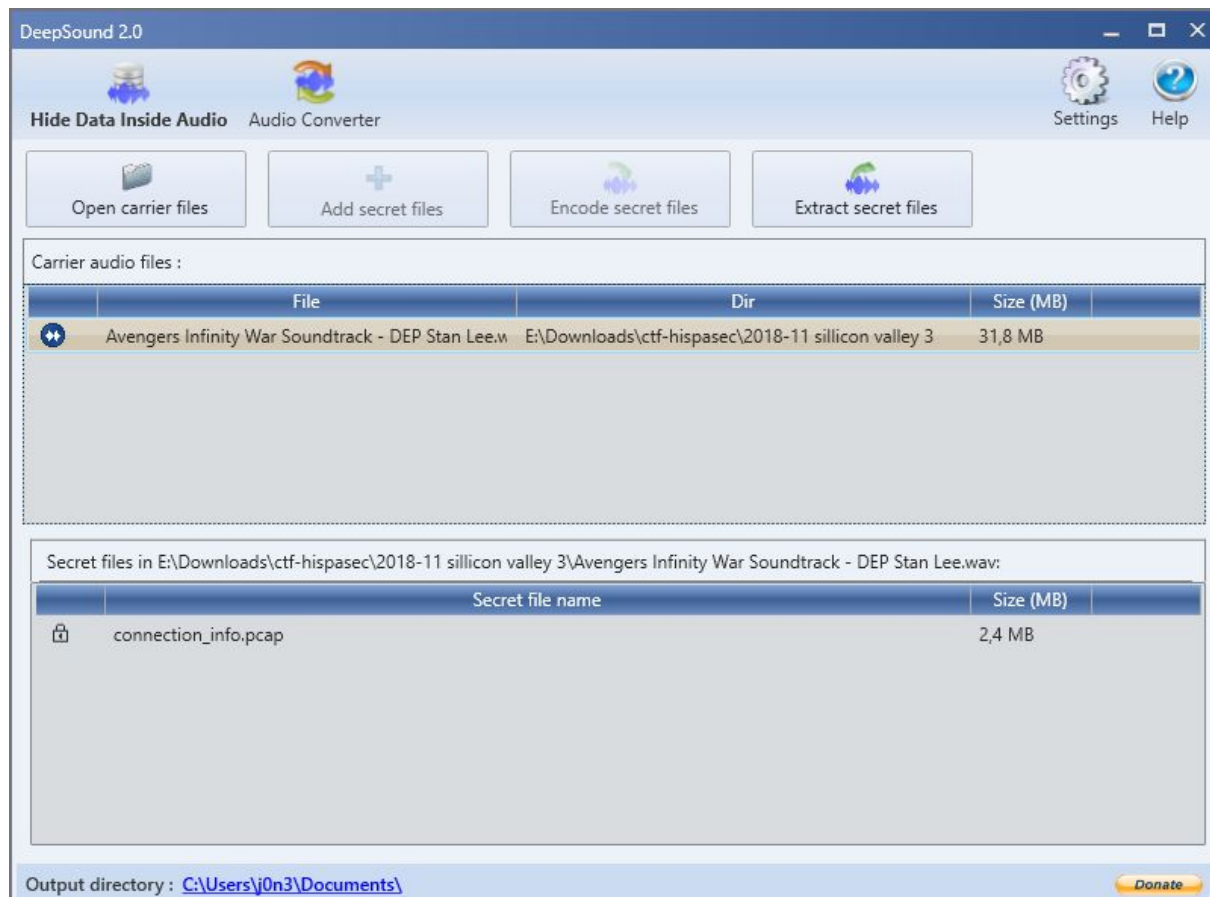 DeepSound 2.0
Hide Data Inside Audio Audio Converter Settings Help
Open carrier files Add secret files Encode secret files Extract secret files
Carrier audio files :
File Dir Size (MB)
Avengers Infinity War Soundtrack - DEP Stan Lee.w E:\Downloads\ctf-hispasec\2018-11 sillicon valley 3 31,8 MB
Secret files in E:\Downloads\ctf-hispasec\2018-11 sillicon valley 3\Avengers Infinity War Soundtrack - DEP Stan Lee.wav:
Secret file name Size (MB)
connection_info.pcap 2,4 MB
Output directory : C:\Users\j0n3\Documents\ Donate